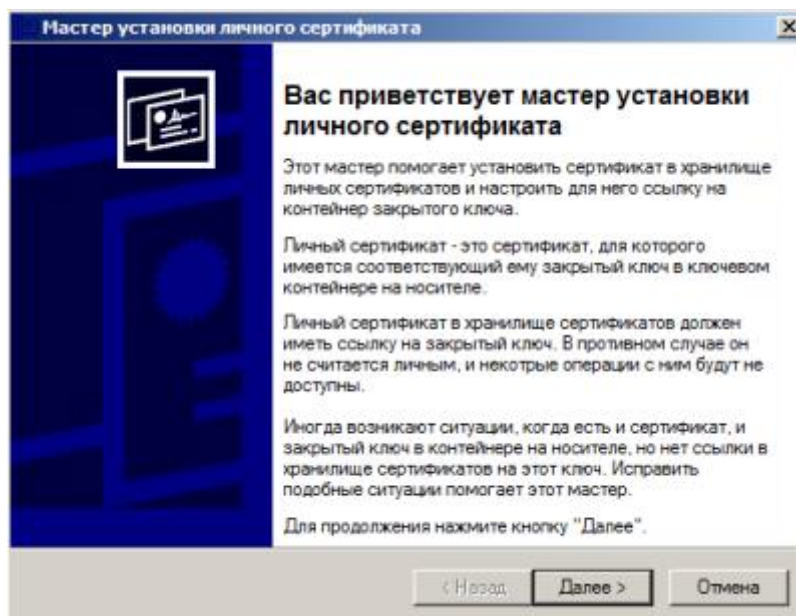 Мастер установки личного сертификата
Вас приветствует мастер установки
личного сертификата
Этот мастер помогает установить сертификат в хранилище
личных сертификатов и настроить для него ссылку на
контейнер закрытого ключа.
Личный сертификат - это сертификат, для которого
имеется соответствующий ему закрытый ключ в ключевом
контейнере на носителе.
Личный сертификат в хранилище сертификатов должен
иметь ссылку на закрытый ключ. В противном случае он
не считается личным, и некотрые операции с ним будут не
доступны.
Иногда возникают ситуации, когда есть и сертификат, и
закрытый ключ в контейнере на носителе, но нет ссылки в
хранилище сертификатов на этот ключ. Исправить
подобные ситуации помогает этот мастер.
Для продолжения нажмите кнопку "Далее".
< Назад Далее > Отмена